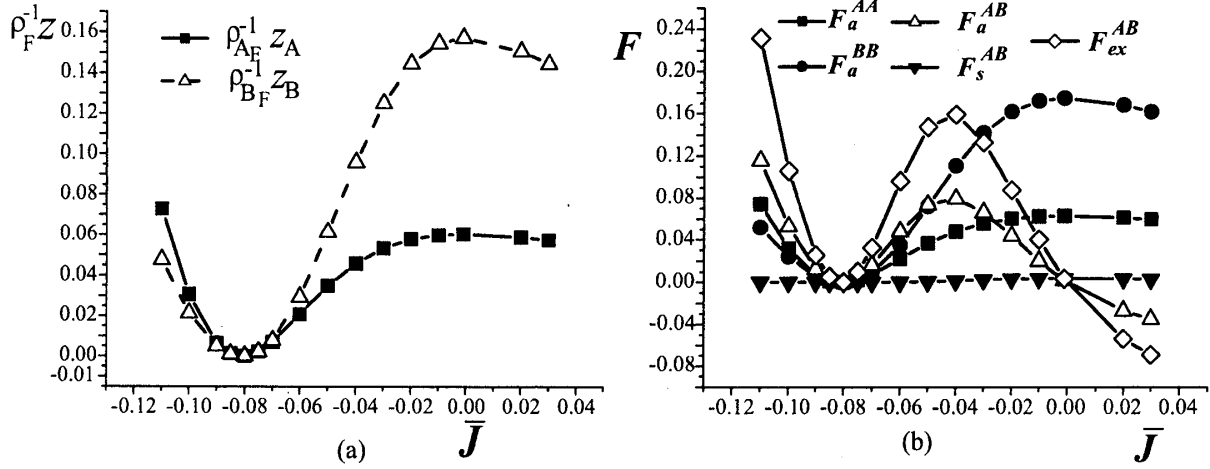 ρ_F^-1 z
ρ_{A_F}^-1 z_A
ρ_{B_F}^-1 z_B
0.16
0.14
0.12
0.10
0.08
0.06
0.04
0.02
0.00
-0.01
-0.12 -0.10 -0.08 -0.06 -0.04 -0.02 0.00 0.02 0.04
(a) J̄
F
F_a^AA F_a^AB F_ex^AB
F_a^BB F_s^AB
0.24
0.20
0.16
0.12
0.08
0.04
0.00
-0.04
-0.08
-0.12 -0.10 -0.08 -0.06 -0.04 -0.02 0.00 0.02 0.04
(b) J̄